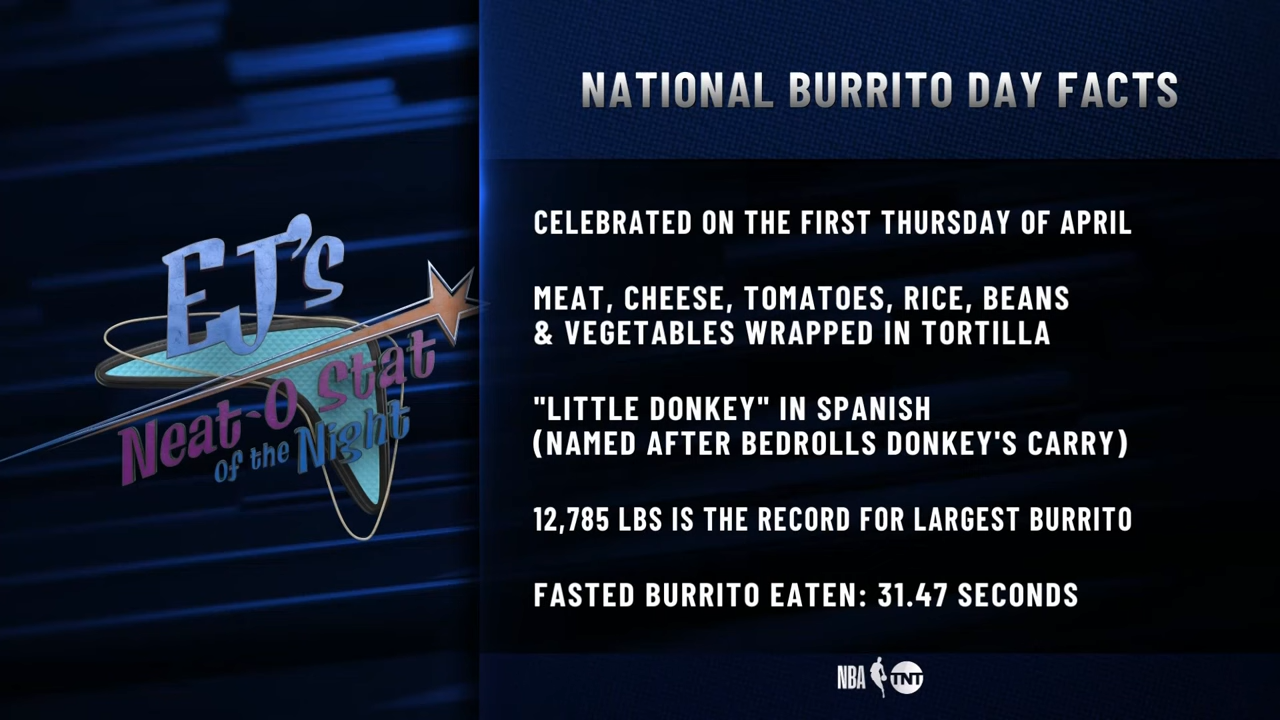 EJ's
Neat-O Stat
of the Night
NATIONAL BURRITO DAY FACTS
CELEBRATED ON THE FIRST THURSDAY OF APRIL
MEAT, CHEESE, TOMATOES, RICE, BEANS
& VEGETABLES WRAPPED IN TORTILLA
"LITTLE DONKEY" IN SPANISH
(NAMED AFTER BEDROLLS DONKEY'S CARRY)
12,785 LBS IS THE RECORD FOR LARGEST BURRITO
FASTED BURRITO EATEN: 31.47 SECONDS
NBA TNT